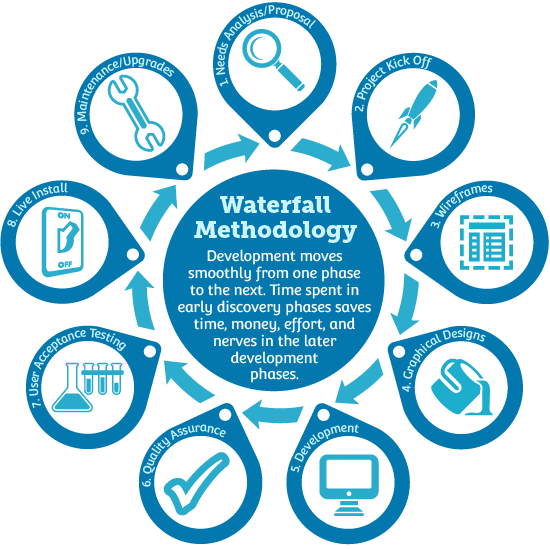 Waterfall
Methodology
Development moves
smoothly from one phase
to the next. Time spent in
early discovery phases saves
time, money, effort, and
nerves in the later
development
phases.
1. Needs Analysis/Proposal
2. Project Kick Off
3. Wireframes
4. Graphical Designs
5. Development
6. Quality Assurance
7. User Acceptance Testing
8. Live Install
ON
OFF
9. Maintenance/Upgrades